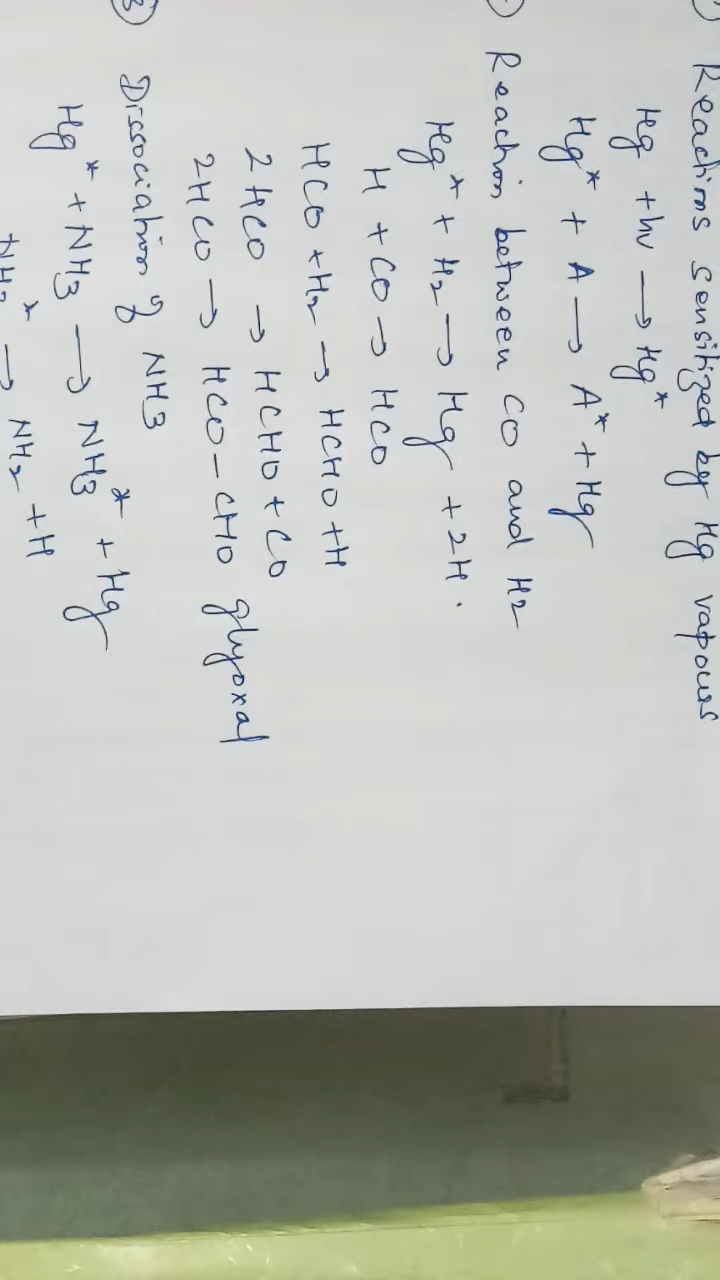 Reactions sensitized by Hg vapours
Hg + hν → Hg*
Hg* + A → A* + Hg
Reaction between CO and H2
Hg* + H2 → Hg + 2H.
H + CO → HCO
HCO + H2 → HCHO + H
2HCO → HCHO + CO
2HCO → HCO – CHO glyoxal
③ Dissociation of NH3
Hg* + NH3 → NH3* + Hg
NH3* → NH2 + H